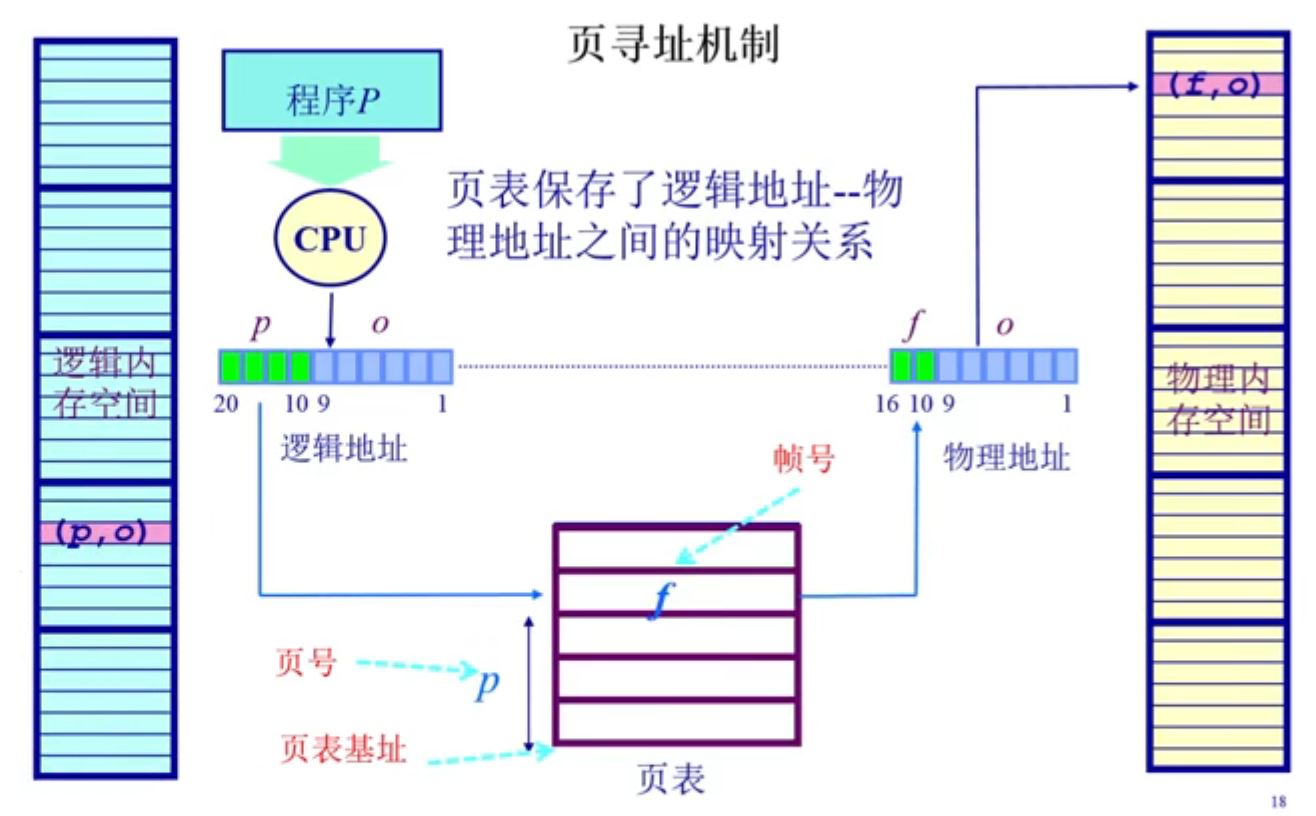 页寻址机制
程序P
(f,o)
CPU
页表保存了逻辑地址--物
理地址之间的映射关系
p
o
f
o
逻辑内
存空间
20
10
9
1
16
10
9
1
物理内
存空间
逻辑地址
帧号
物理地址
(p,o)
f
页号
p
页表基址
页表
18